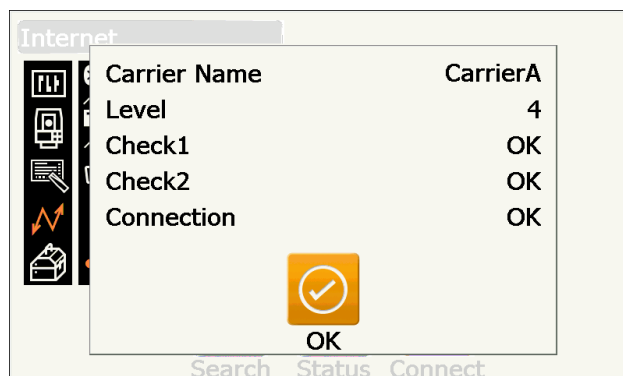 Internet
Carrier Name CarrierA
Level 4
Check1 OK
Check2 OK
Connection OK
OK
Search Status Connect